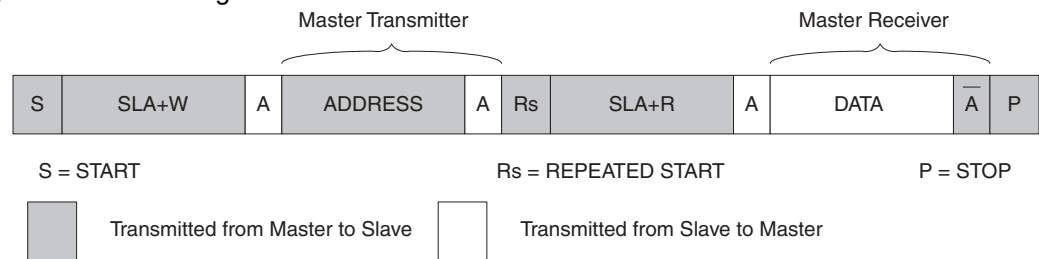 Master Transmitter Master Receiver
S SLA+W A ADDRESS A Rs SLA+R A DATA A̅ P
S = START Rs = REPEATED START P = STOP
Transmitted from Master to Slave Transmitted from Slave to Master